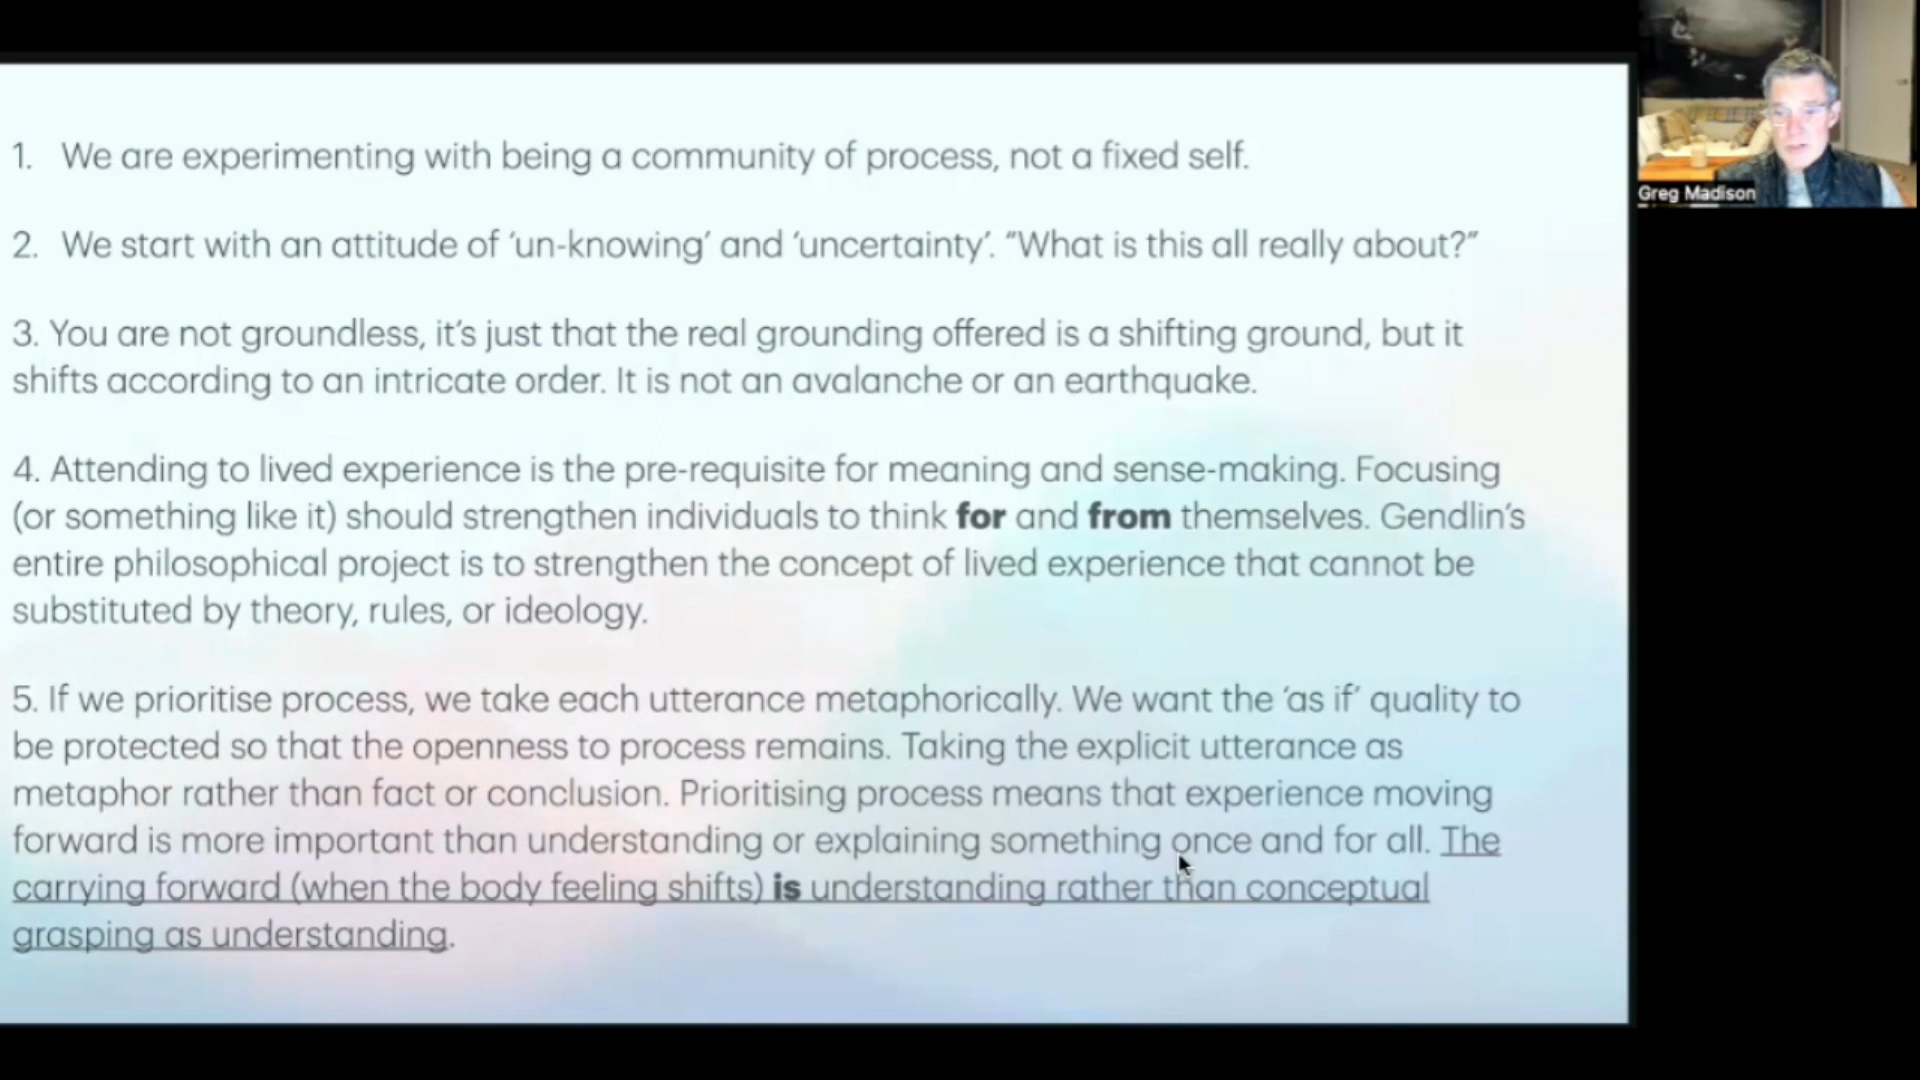 1. We are experimenting with being a community of process, not a fixed self.
2. We start with an attitude of ‘un-knowing’ and ‘uncertainty’. “What is this all really about?”
3. You are not groundless, it’s just that the real grounding offered is a shifting ground, but it
shifts according to an intricate order. It is not an avalanche or an earthquake.
4. Attending to lived experience is the pre-requisite for meaning and sense-making. Focusing
(or something like it) should strengthen individuals to think for and from themselves. Gendlin’s
entire philosophical project is to strengthen the concept of lived experience that cannot be
substituted by theory, rules, or ideology.
5. If we prioritise process, we take each utterance metaphorically. We want the ‘as if’ quality to
be protected so that the openness to process remains. Taking the explicit utterance as
metaphor rather than fact or conclusion. Prioritising process means that experience moving
forward is more important than understanding or explaining something once and for all. The
carrying forward (when the body feeling shifts) is understanding rather than conceptual
grasping as understanding.
Greg Madison